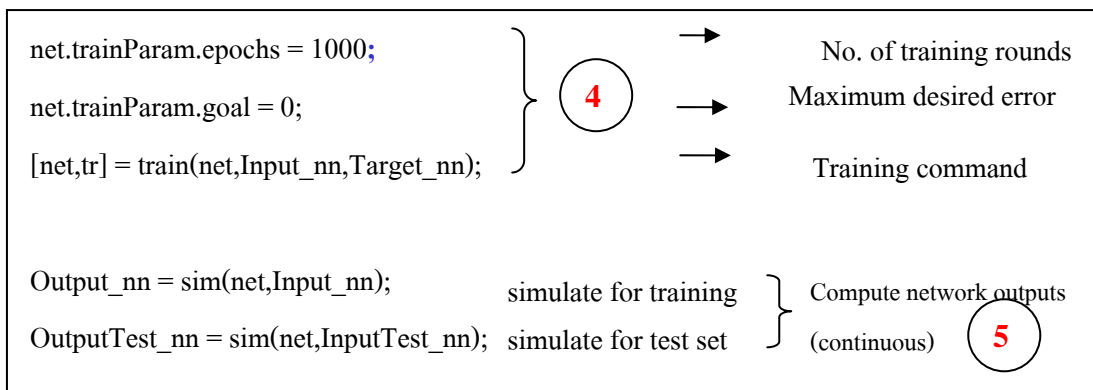 net.trainParam.epochs = 1000; No. of training rounds
net.trainParam.goal = 0; 4 Maximum desired error
[net,tr] = train(net,Input_nn,Target_nn); Training command
Output_nn = sim(net,Input_nn); simulate for training Compute network outputs
OutputTest_nn = sim(net,InputTest_nn); simulate for test set (continuous) 5